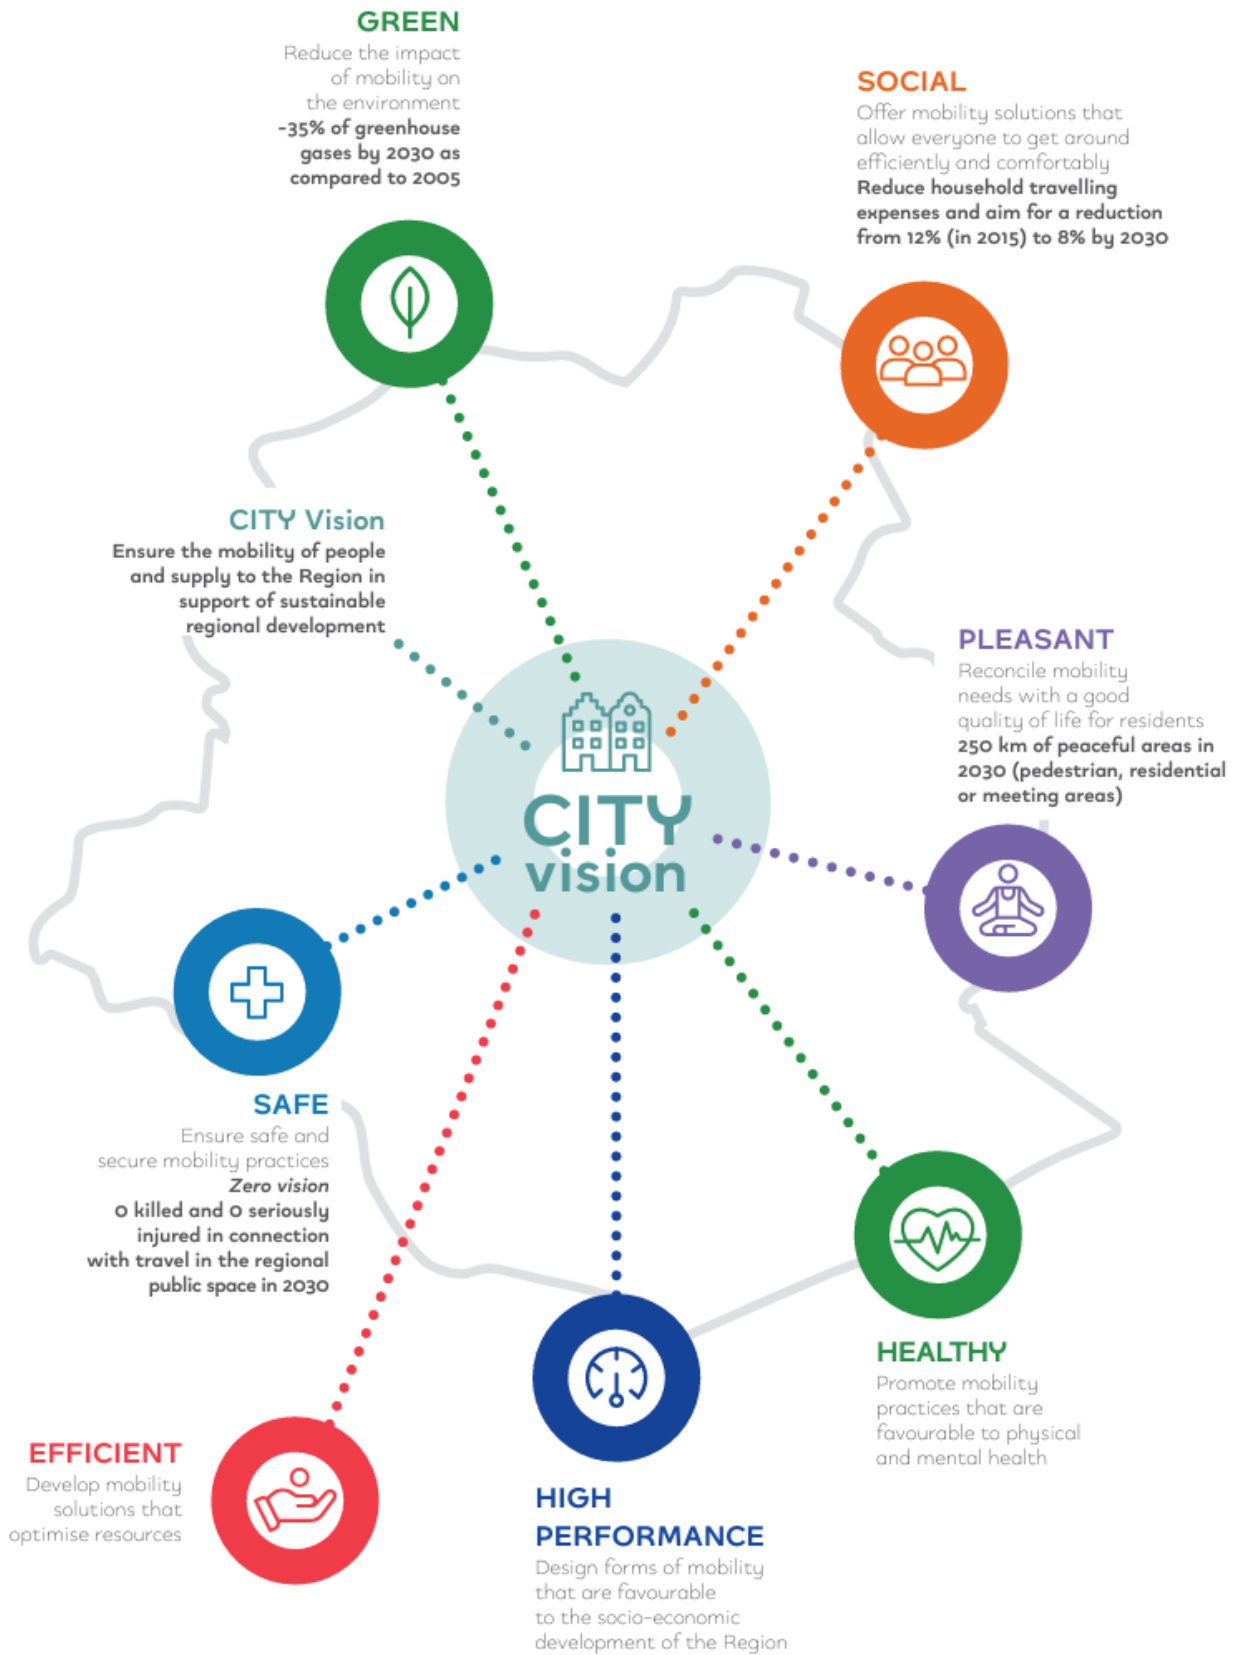 GREEN
Reduce the impact
of mobility on
the environment
-35% of greenhouse
gases by 2030 as
compared to 2005
SOCIAL
Offer mobility solutions that
allow everyone to get around
efficiently and comfortably
Reduce household travelling
expenses and aim for a reduction
from 12% (in 2015) to 8% by 2030
CITY Vision
Ensure the mobility of people
and supply to the Region in
support of sustainable
regional development
PLEASANT
Reconcile mobility
needs with a good
quality of life for residents
250 km of peaceful areas in
2030 (pedestrian, residential
or meeting areas)
CITY
vision
SAFE
Ensure safe and
secure mobility practices
Zero vision
0 killed and 0 seriously
injured in connection
with travel in the regional
public space in 2030
HEALTHY
Promote mobility
practices that are
favourable to physical
and mental health
EFFICIENT
Develop mobility
solutions that
optimise resources
HIGH
PERFORMANCE
Design forms of mobility
that are favourable
to the socio-economic
development of the Region